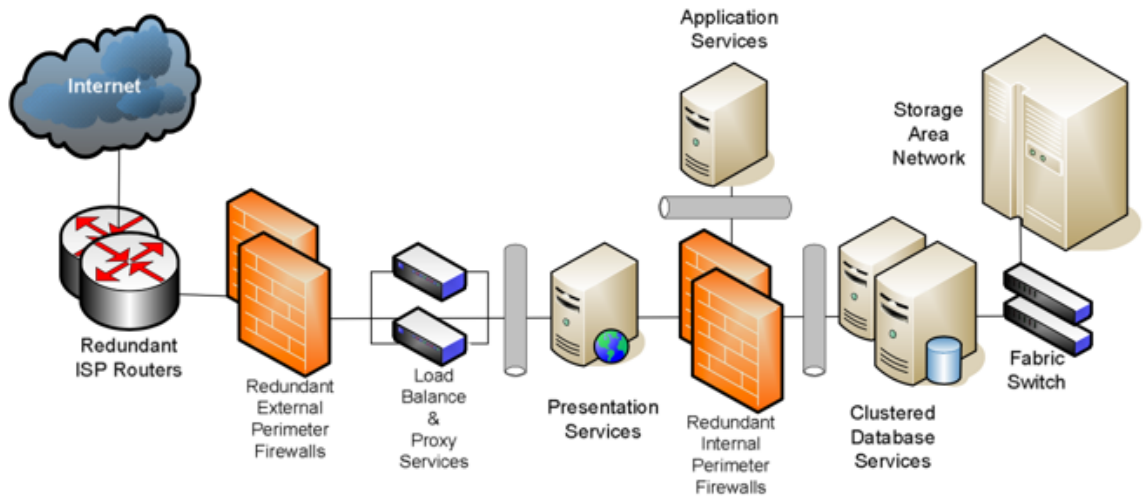 Internet
Redundant
ISP Routers
Redundant
External
Perimeter
Firewalls
Load
Balance
&
Proxy
Services
Presentation
Services
Application
Services
Redundant
Internal
Perimeter
Firewalls
Clustered
Database
Services
Storage
Area
Network
Fabric
Switch